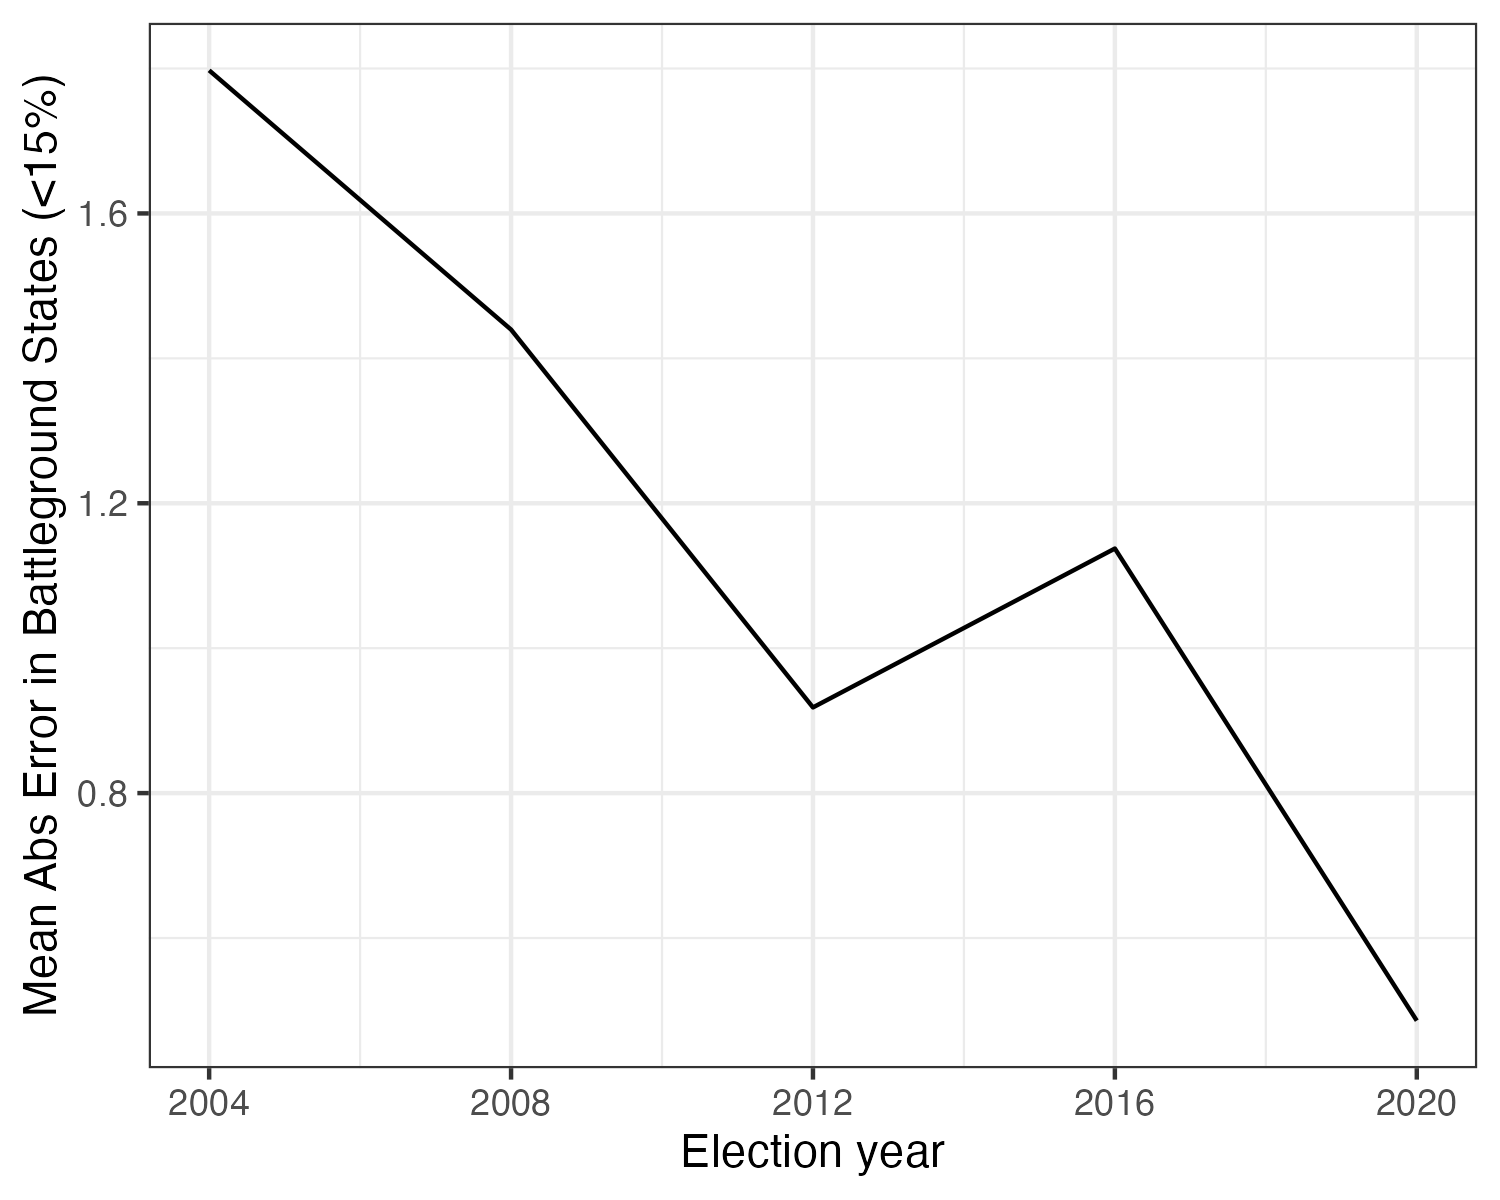 Mean Abs Error in Battleground States (<15%)
1.6
1.2
0.8
2004 2008 2012 2016 2020
Election year